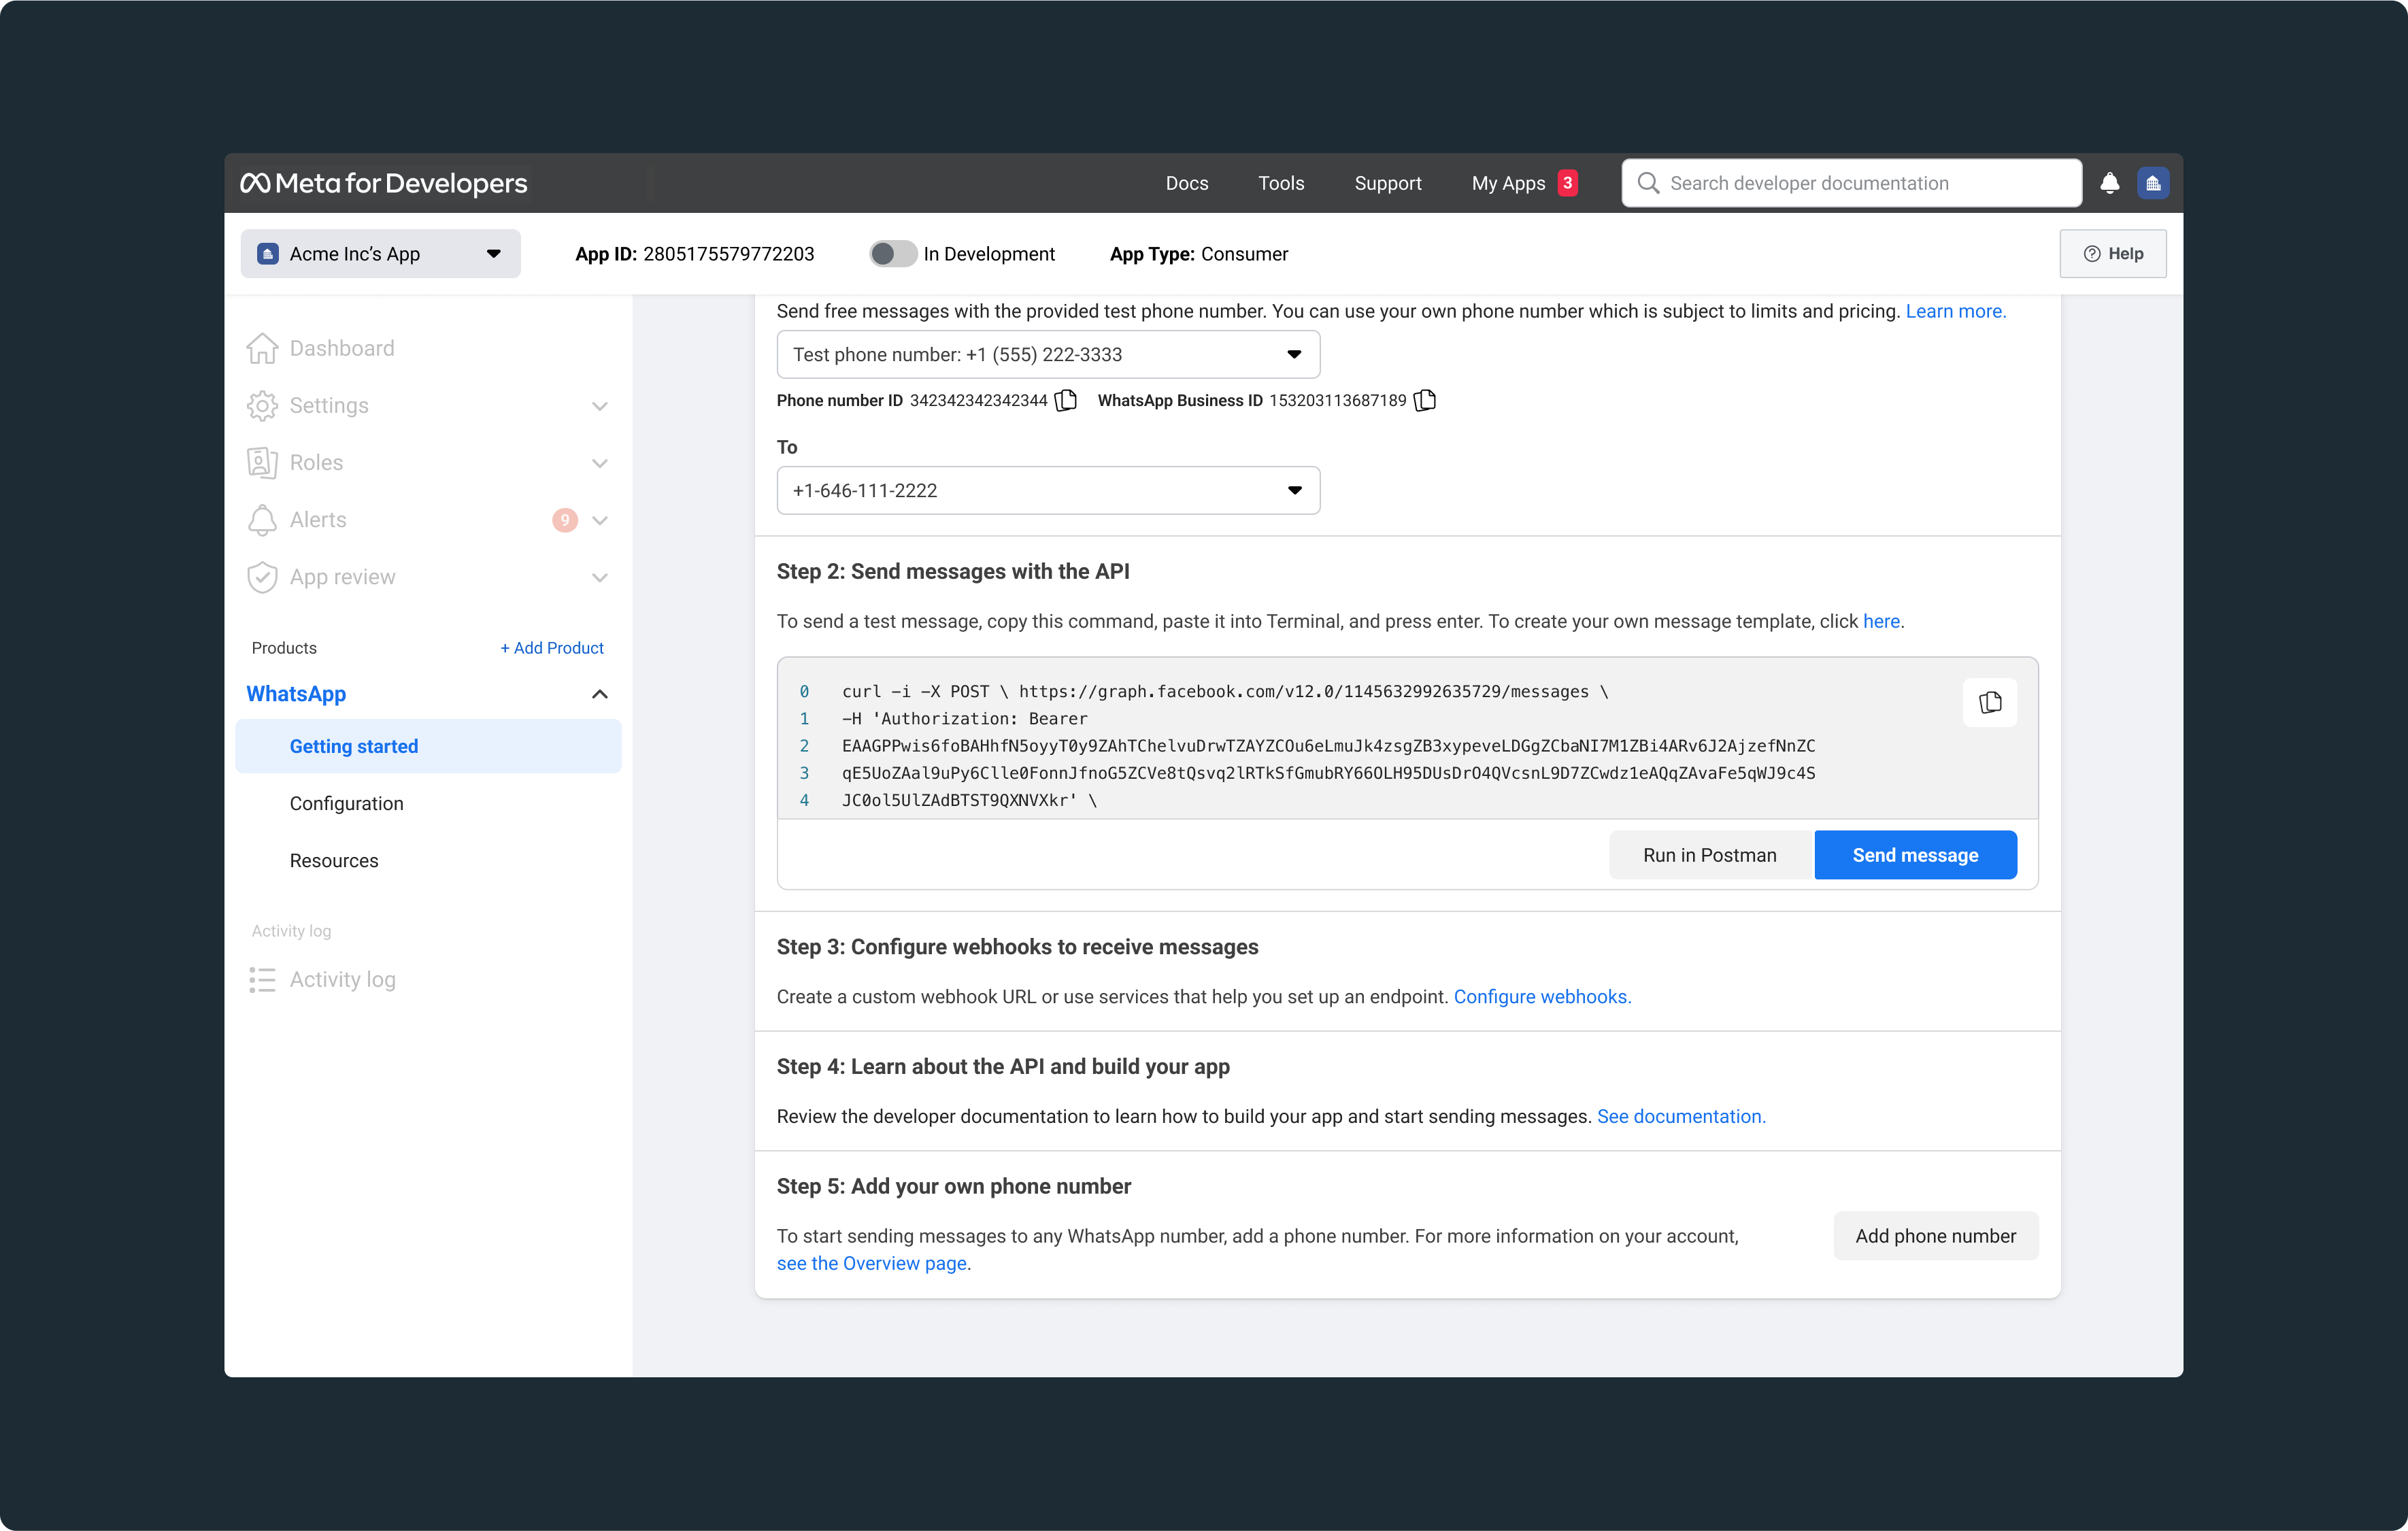 Meta for Developers
Docs
Tools
Support
My Apps 3
Search developer documentation
Acme Inc’s App
App ID: 2805175579772203
In Development
App Type: Consumer
Help
Dashboard
Settings
Roles
Alerts 9
App review
Products
+ Add Product
WhatsApp
Getting started
Configuration
Resources
Activity log
Activity log
Send free messages with the provided test phone number. You can use your own phone number which is subject to limits and pricing. Learn more.
Test phone number: +1 (555) 222-3333
Phone number ID 342342342342344 WhatsApp Business ID 153203113687189
To
+1-646-111-2222
Step 2: Send messages with the API
To send a test message, copy this command, paste it into Terminal, and press enter. To create your own message template, click here.
0 curl -i -X POST \ https://graph.facebook.com/v12.0/1145632992635729/messages \
1 -H 'Authorization: Bearer
2 EAAGPPwis6foBAHhfN5oyyT0y9ZAhTChelvuDrwTZAYZCOu6eLmuJk4zsgZB3xypeveLDGgZCbaNI7M1ZBi4ARv6J2AjzefNnZC
3 qE5UoZAal9uPy6Clle0FonnJfnoG5ZCVe8tQsvq2lRTkSfGmubRY66OLH95DUsDrO4QVcsnL9D7ZCwdz1eAQqZAvaFe5qWJ9c4S
4 JC0ol5UlZAdBTST9QXNVXkr' \
Run in Postman
Send message
Step 3: Configure webhooks to receive messages
Create a custom webhook URL or use services that help you set up an endpoint. Configure webhooks.
Step 4: Learn about the API and build your app
Review the developer documentation to learn how to build your app and start sending messages. See documentation.
Step 5: Add your own phone number
To start sending messages to any WhatsApp number, add a phone number. For more information on your account,
see the Overview page.
Add phone number